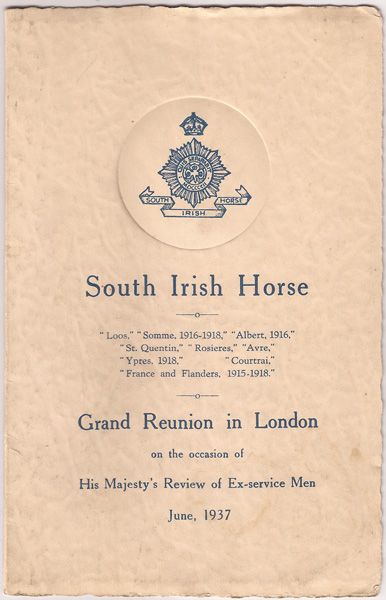 SOUTH IRISH HORSE
South Irish Horse
"Loos," "Somme, 1916-1918," "Albert, 1916,"
"St. Quentin," "Rosieres," "Avre,"
"Ypres, 1918," "Courtrai,"
"France and Flanders, 1915-1918."
Grand Reunion in London
on the occasion of
His Majesty's Review of Ex-service Men
June, 1937